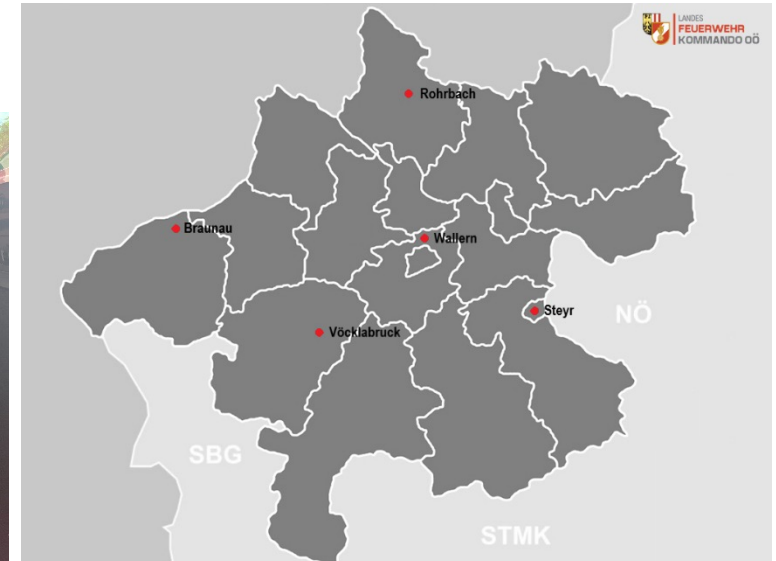 LANDES
FEUERWEHR
KOMMANDO OÖ
Rohrbach
Braunau
Wallern
Steyr
NÖ
Vöcklabruck
SBG
STMK